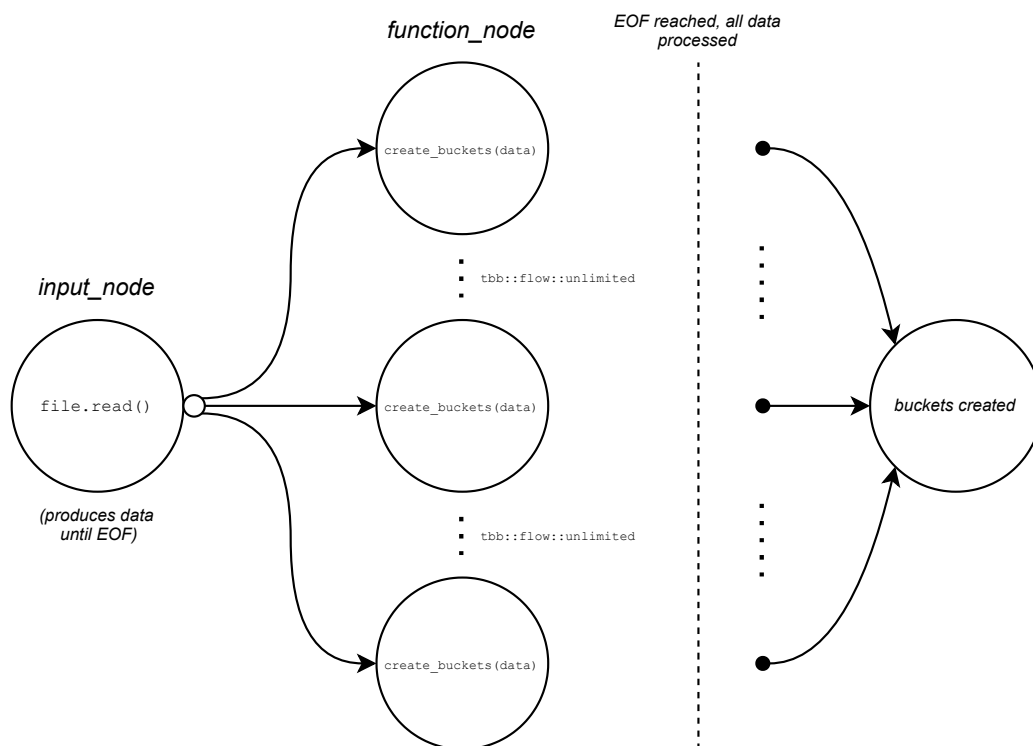 function_node
EOF reached, all data
processed
create_buckets(data)
tbb::flow::unlimited
input_node
file.read()
create_buckets(data)
buckets created
(produces data
until EOF)
tbb::flow::unlimited
create_buckets(data)